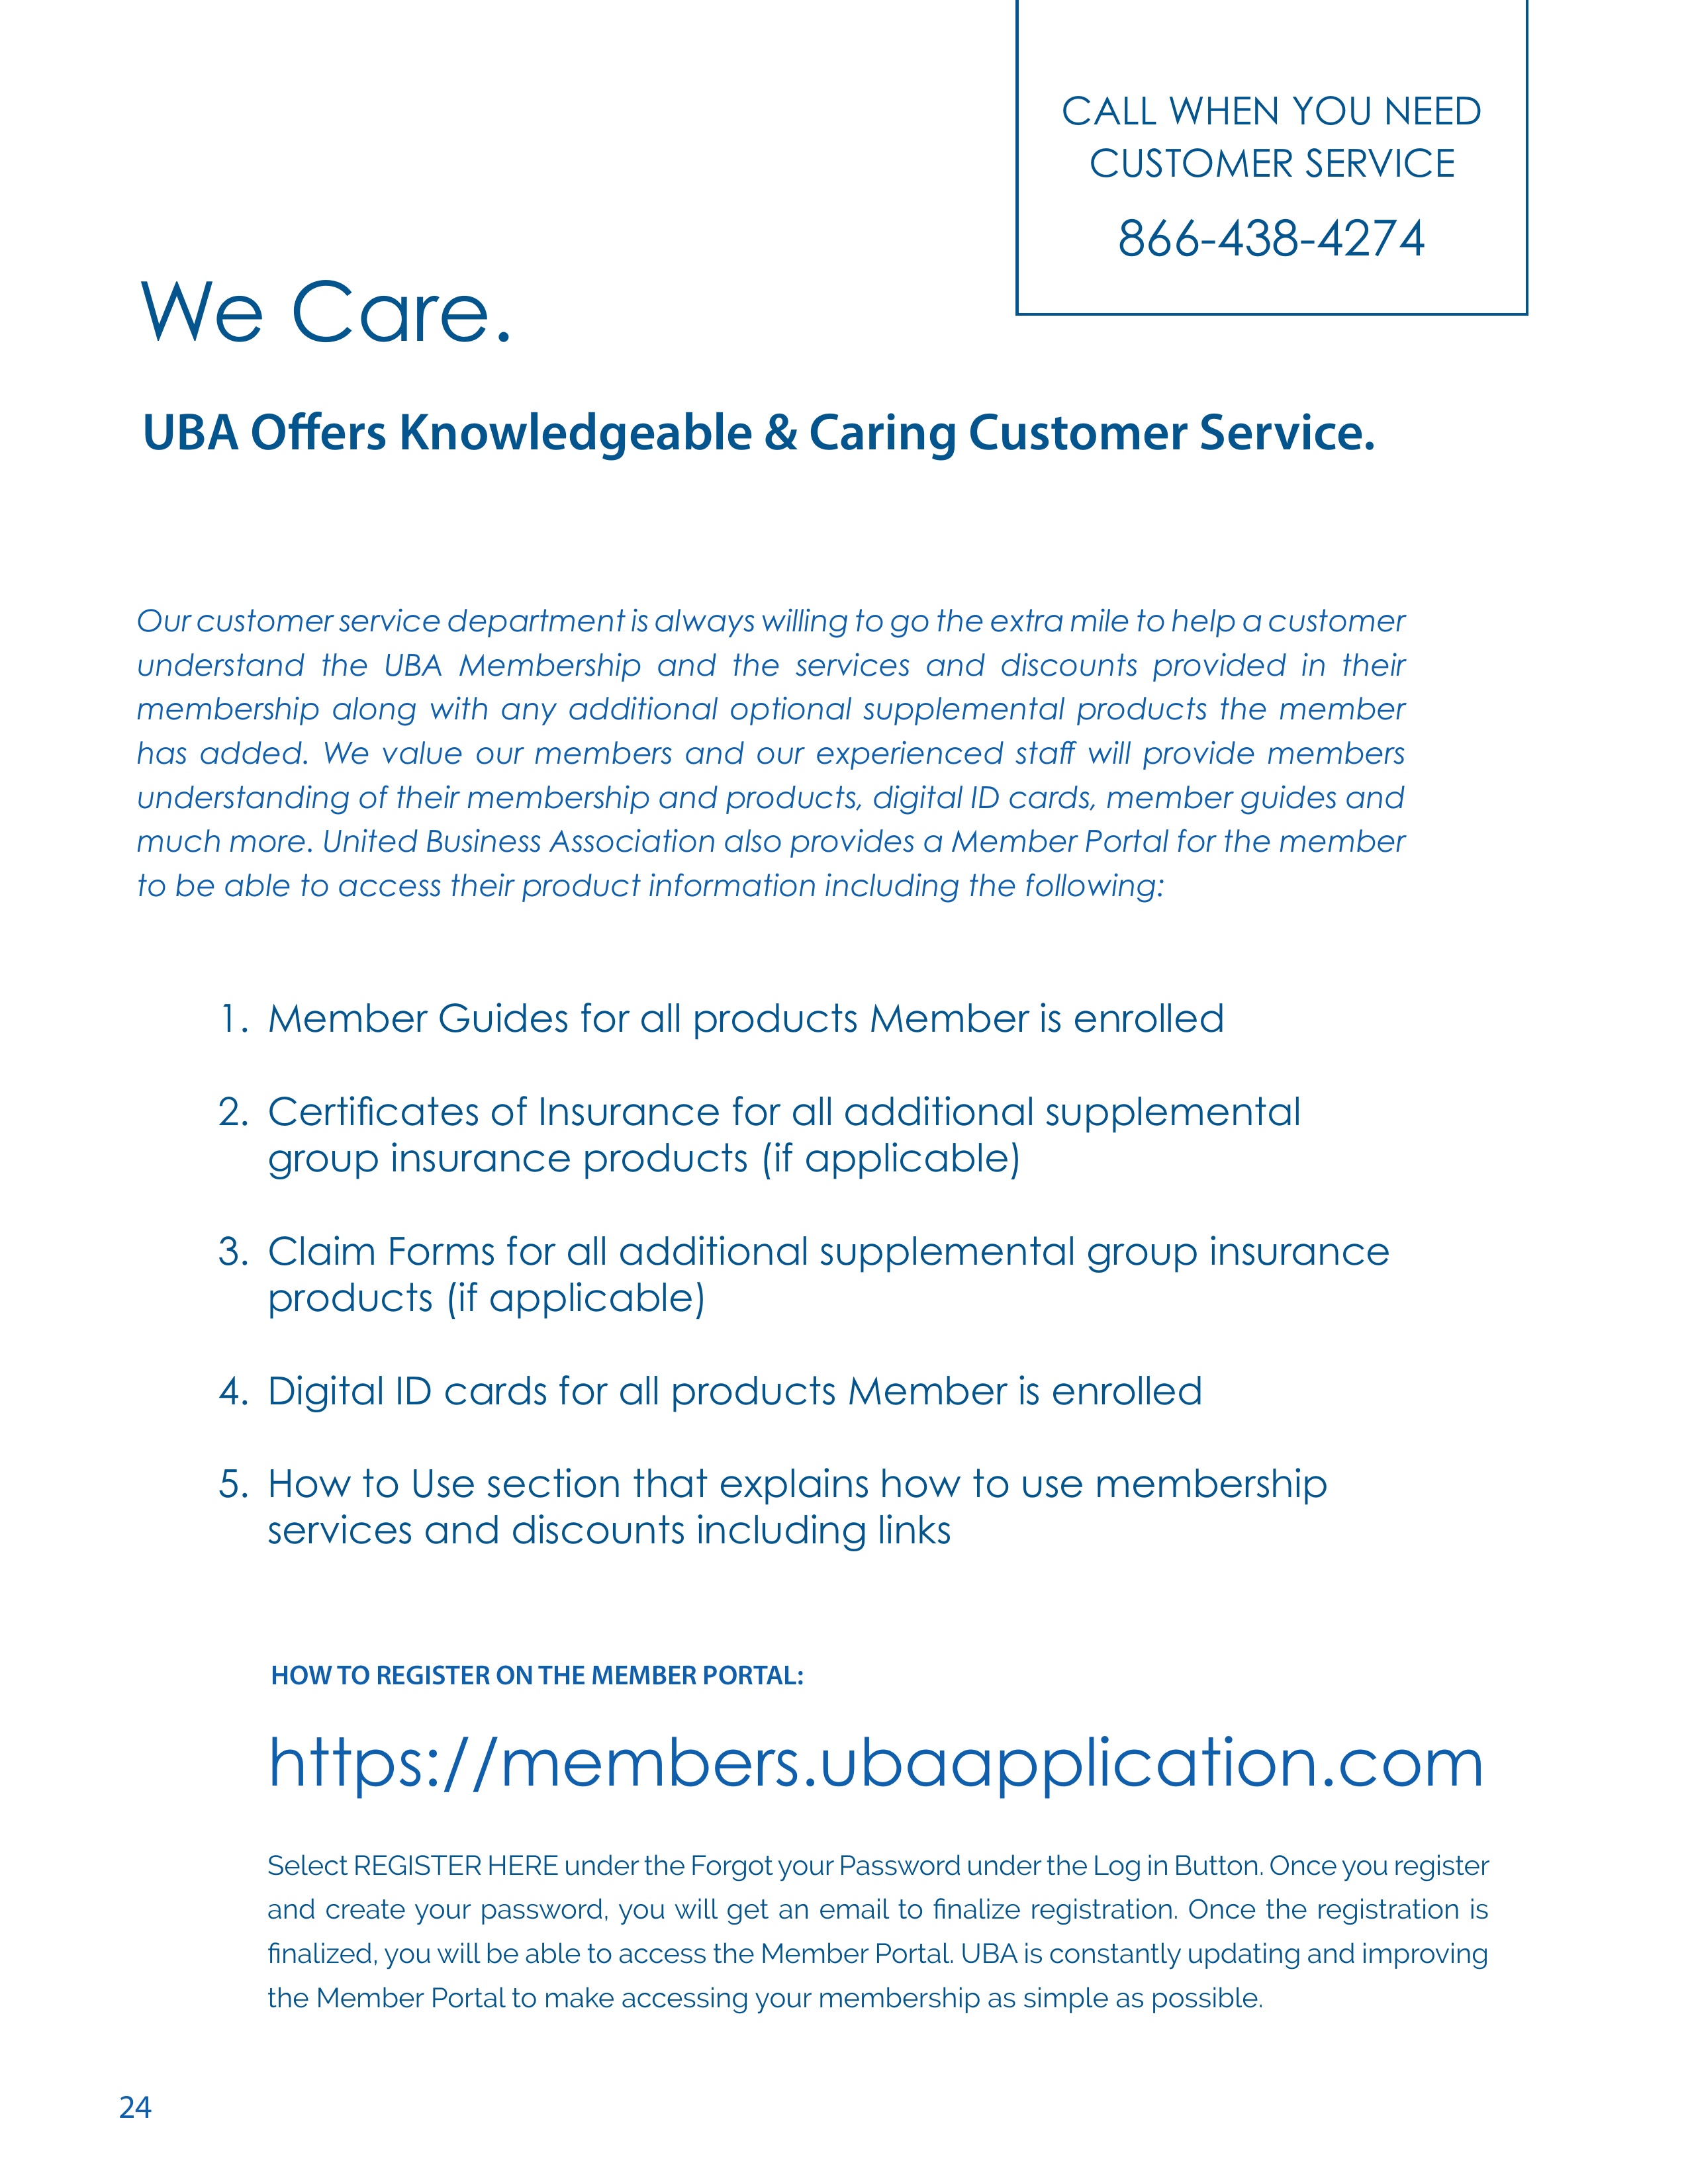 CALL WHEN YOU NEED
CUSTOMER SERVICE
866-438-4274
We Care.
UBA Offers Knowledgeable & Caring Customer Service.
Our customer service department is always willing to go the extra mile to help a customer
understand the UBA Membership and the services and discounts provided in their
membership along with any additional optional supplemental products the member
has added. We value our members and our experienced staff will provide members
understanding of their membership and products, digital ID cards, member guides and
much more. United Business Association also provides a Member Portal for the member
to be able to access their product information including the following:
1. Member Guides for all products Member is enrolled
2. Certificates of Insurance for all additional supplemental
group insurance products (if applicable)
3. Claim Forms for all additional supplemental group insurance
products (if applicable)
4. Digital ID cards for all products Member is enrolled
5. How to Use section that explains how to use membership
services and discounts including links
HOW TO REGISTER ON THE MEMBER PORTAL:
https://members.ubaapplication.com
Select REGISTER HERE under the Forgot your Password under the Log in Button. Once you register
and create your password, you will get an email to finalize registration. Once the registration is
finalized, you will be able to access the Member Portal. UBA is constantly updating and improving
the Member Portal to make accessing your membership as simple as possible.
24